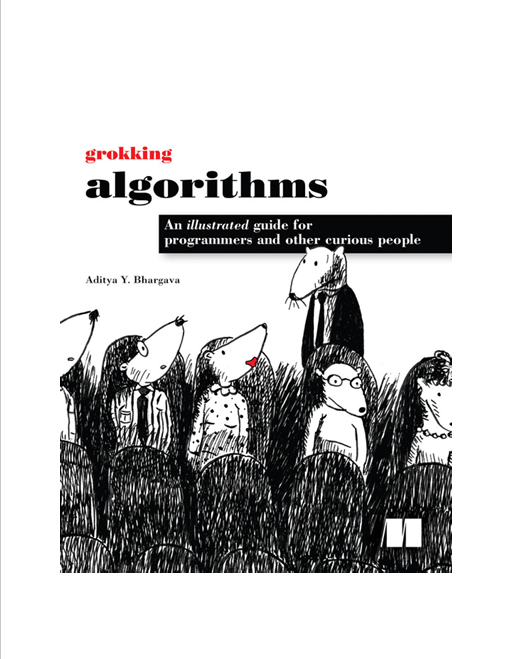 grokking
algorithms
An illustrated guide for
programmers and other curious people
Aditya Y. Bhargava